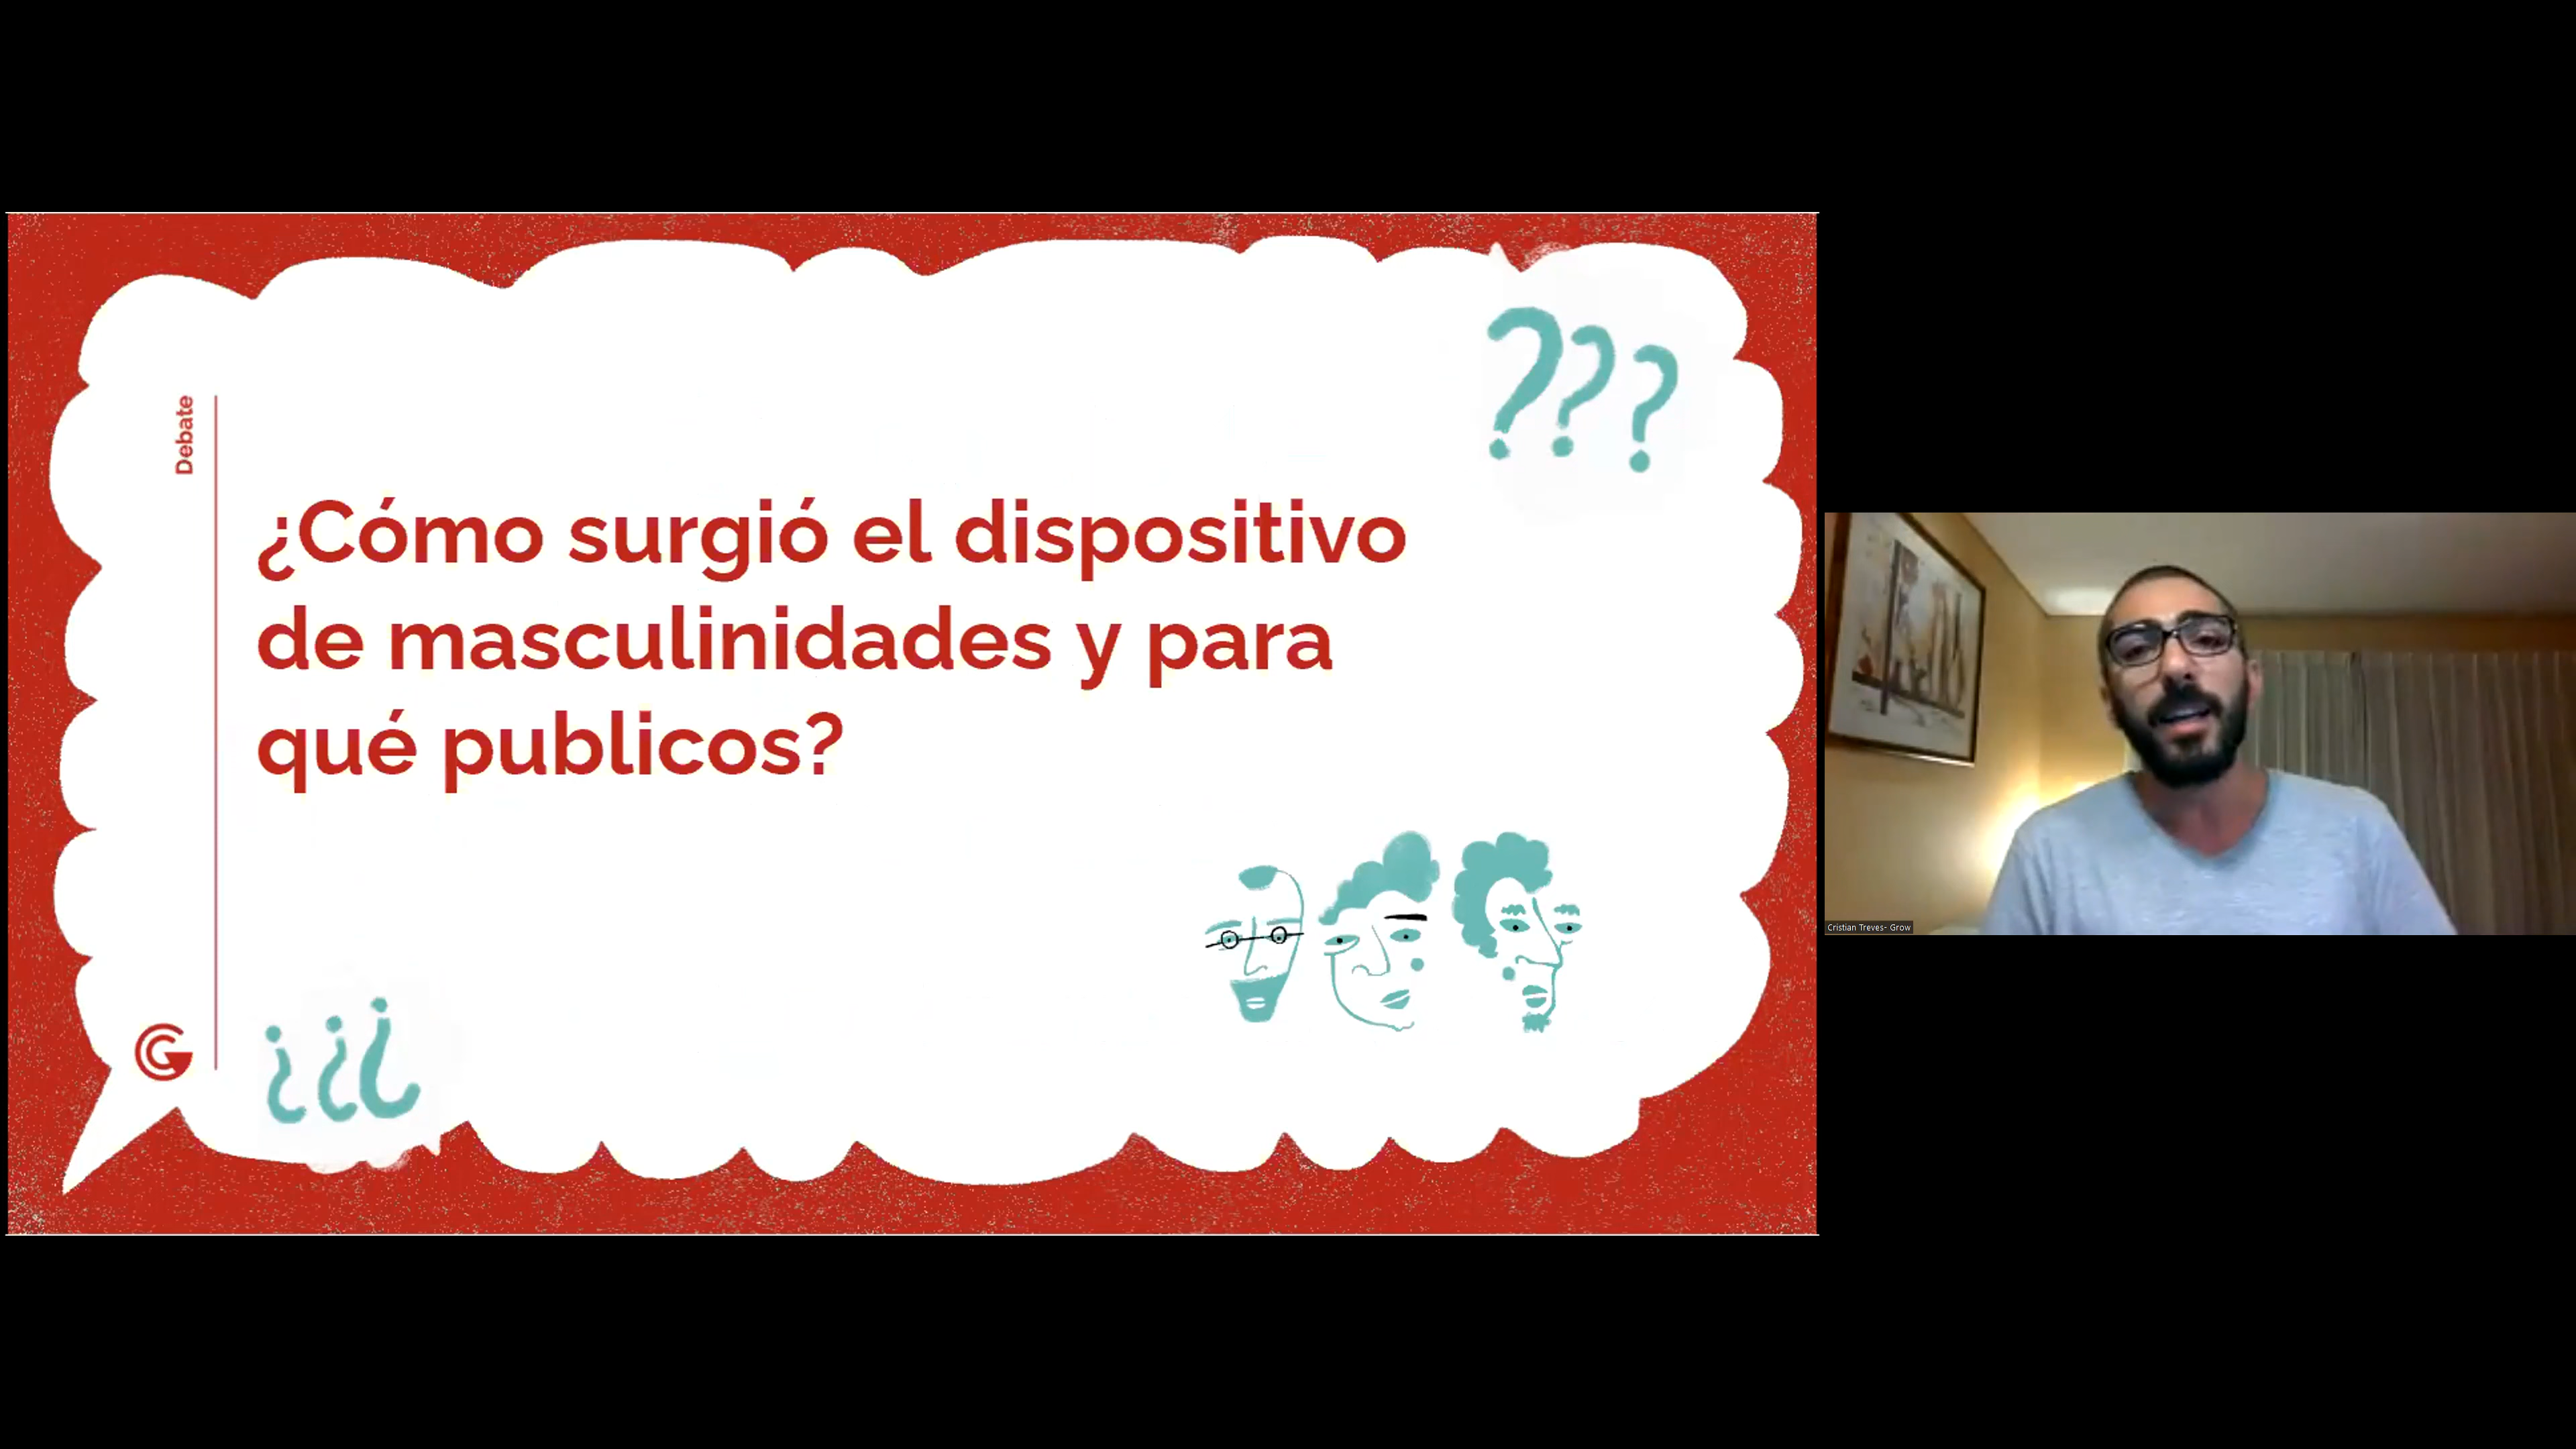 Debate
¿Cómo surgió el dispositivo
de masculinidades y para
qué publicos?
???
¿¿¿
Cristian Treves- Grow